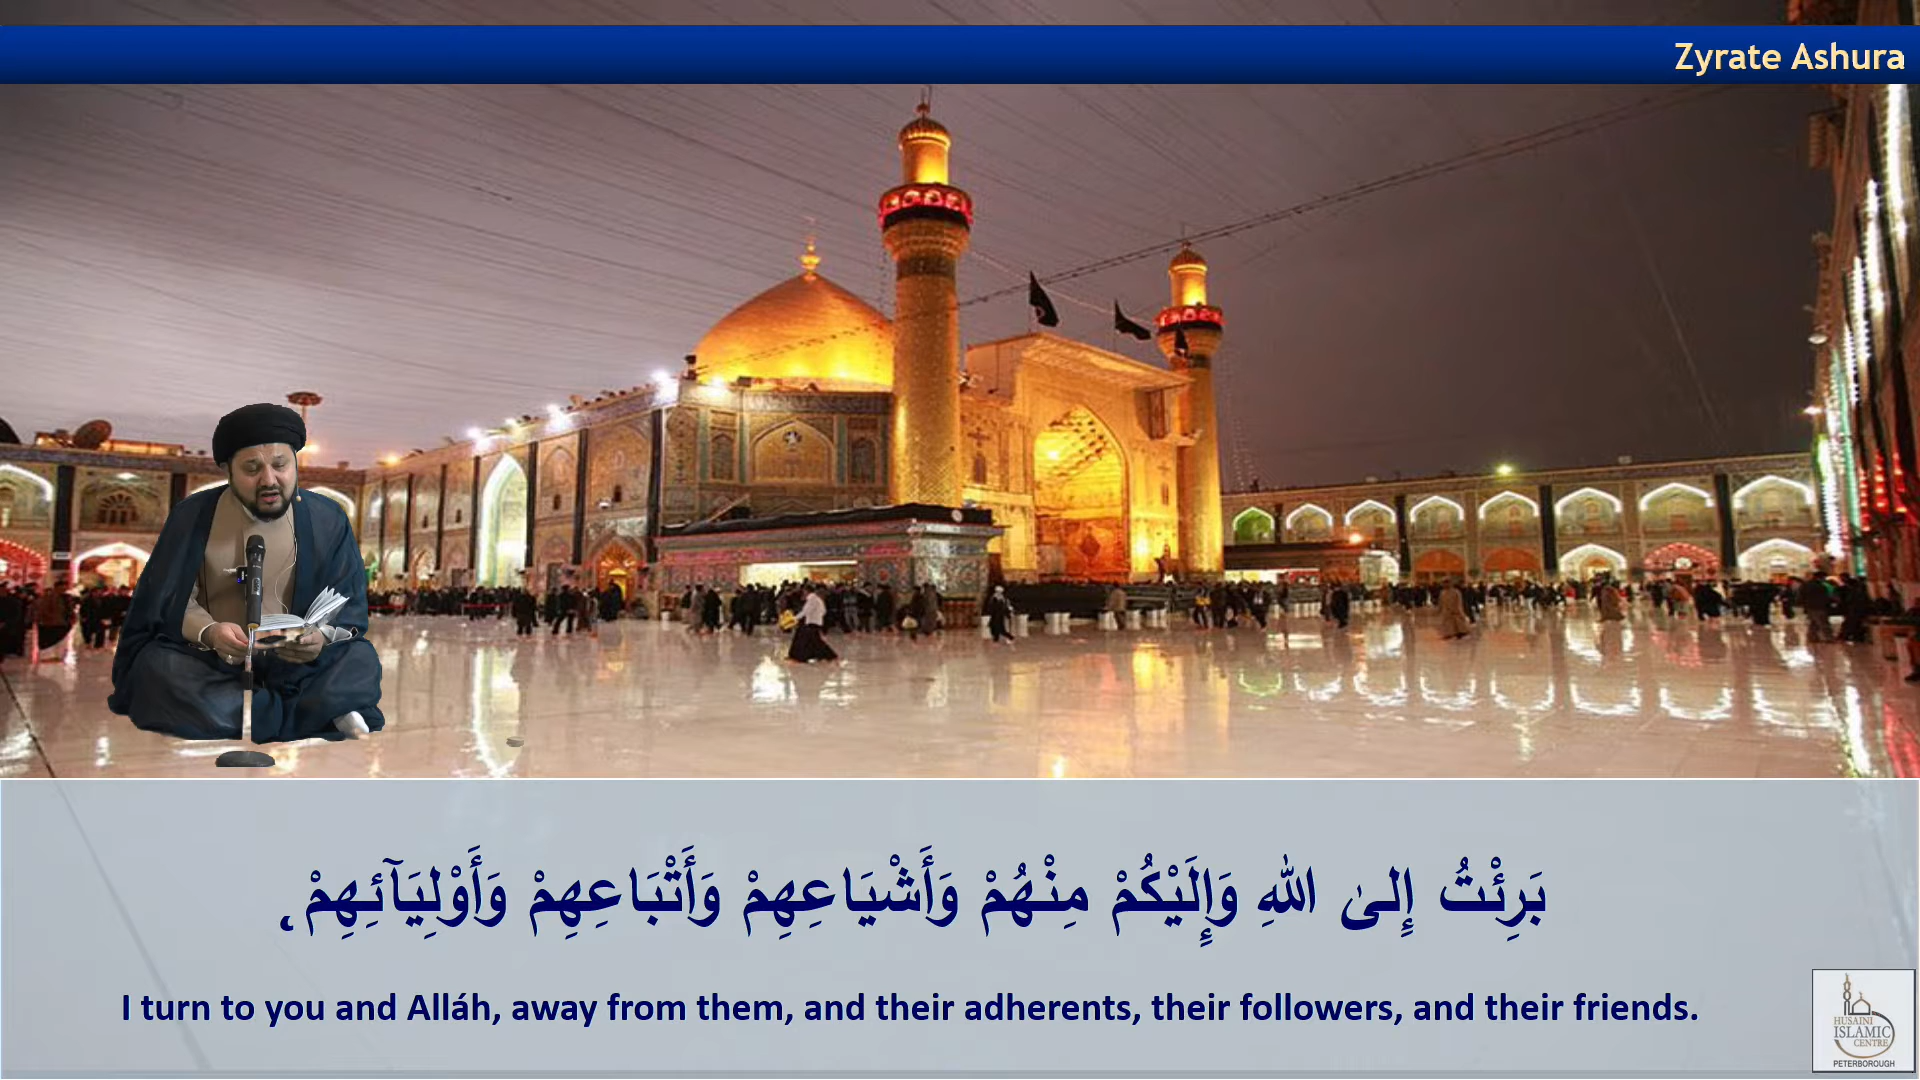 Zyrate Ashura
بَرِئْتُ إِلىٰ اللهِ وَإِلَيْكُمْ مِنْهُمْ وَأَشْيَاعِهِمْ وَأَتْبَاعِهِمْ وَأَوْلِيَآئِهِمْ
I turn to you and Alláh, away from them, and their adherents, their followers, and their friends.
HUSAINI
ISLAMIC
CENTRE
PETERBOROUGH